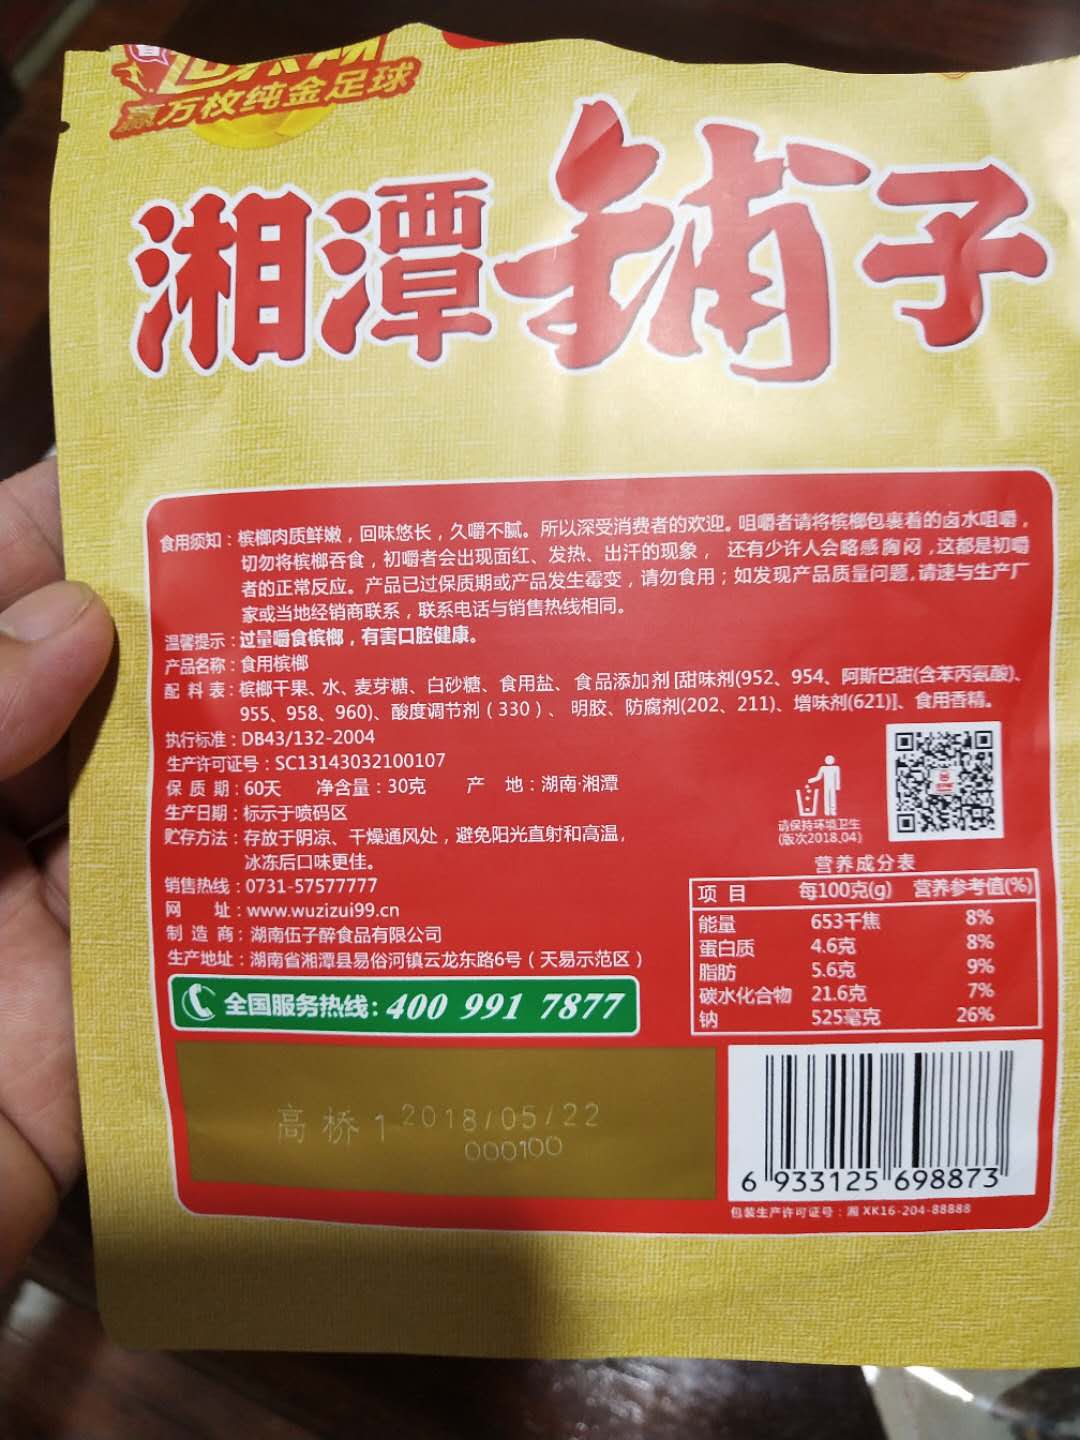 赢万枚纯金足球
湘潭铺子
食用须知：槟榔肉质鲜嫩，回味悠长，久嚼不腻。所以深受消费者的欢迎。咀嚼者请将槟榔包裹着的卤水咀嚼，
切勿将槟榔吞食，初嚼者会出现面红、发热、出汗的现象， 还有少许人会略感胸闷，这都是初嚼
者的正常反应。产品已过保质期或产品发生霉变，请勿食用；如发现产品质量问题，请速与生产厂
家或当地经销商联系，联系电话与销售热线相同。
温馨提示：过量嚼食槟榔，有害口腔健康。
产品名称：食用槟榔
配 料 表：槟榔干果、水、麦芽糖、白砂糖、食用盐、食品添加剂[甜味剂(952、954、阿斯巴甜(含苯丙氨酸)、
955、958、960)、酸度调节剂（330）、 明胶、防腐剂(202、211)、增味剂(621)]、食用香精。
执行标准：DB43/132-2004
生产许可证号：SC13143032100107
保 质 期：60天 净含量：30克 产 地：湖南·湘潭
生产日期：标示于喷码区
贮存方法：存放于阴凉、干燥通风处，避免阳光直射和高温，
冰冻后口味更佳。
销售热线：0731-57577777
网 址：www.wuzizui99.cn
制 造 商：湖南伍子醉食品有限公司
生产地址：湖南省湘潭县易俗河镇云龙东路6号（天易示范区）
全国服务热线：400 991 7877
请保持环境卫生
(版次2018.04)
营养成分表
项 目 每100克(g) 营养参考值(%)
能量 653千焦 8%
蛋白质 4.6克 8%
脂肪 5.6克 9%
碳水化合物 21.6克 7%
钠 525毫克 26%
高桥1 2018/05/22
000100
6 933125 698873
包装生产许可证号：湘 XK16-204-88888